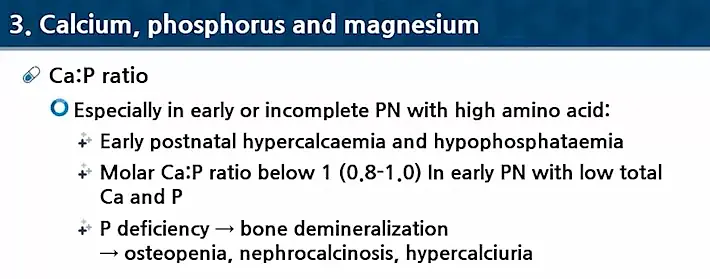 3. Calcium, phosphorus and magnesium
Ca:P ratio
Especially in early or incomplete PN with high amino acid:
Early postnatal hypercalcaemia and hypophosphataemia
Molar Ca:P ratio below 1 (0.8-1.0) In early PN with low total
Ca and P
P deficiency → bone demineralization
→ osteopenia, nephrocalcinosis, hypercalciuria